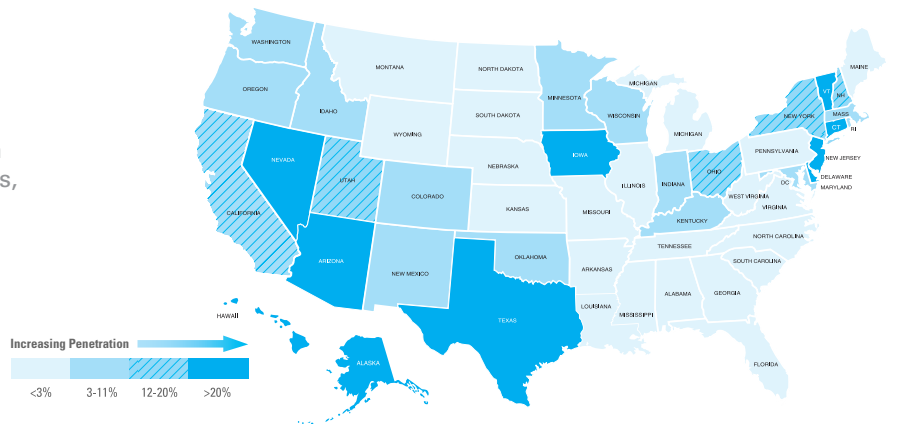 WASHINGTON
MONTANA
NORTH DAKOTA
MICHIGAN
MAINE
VT
NH
OREGON
IDAHO
MINNESOTA
WISCONSIN
NEW YORK
MASS
SOUTH DAKOTA
CT
RI
WYOMING
MICHIGAN
PENNSYLVANIA
NEVADA
IOWA
NEW JERSEY
s,
UTAH
NEBRASKA
ILLINOIS
INDIANA
OHIO
DC
DELAWARE
MARYLAND
COLORADO
WEST VIRGINIA
CALIFORNIA
KANSAS
MISSOURI
KENTUCKY
VIRGINIA
NORTH CAROLINA
TENNESSEE
ARIZONA
NEW MEXICO
OKLAHOMA
ARKANSAS
SOUTH CAROLINA
LOUISIANA
MISSISSIPPI
ALABAMA
GEORGIA
HAWAII
TEXAS
Increasing Penetration
ALASKA
FLORIDA
<3% 3-11% 12-20% >20%